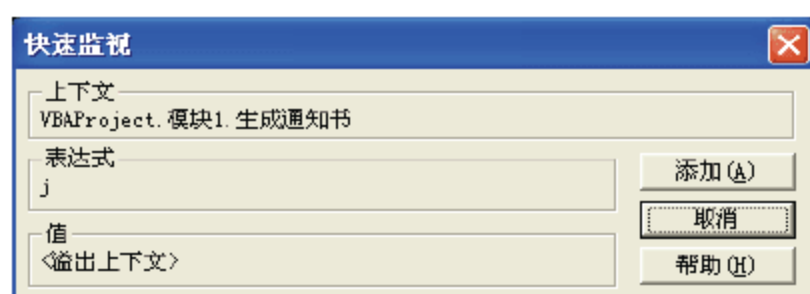 快速监视
上下文
VBAProject.模块1.生成通知书
表达式
j
添加(A)
取消
值
<溢出上下文>
帮助(H)